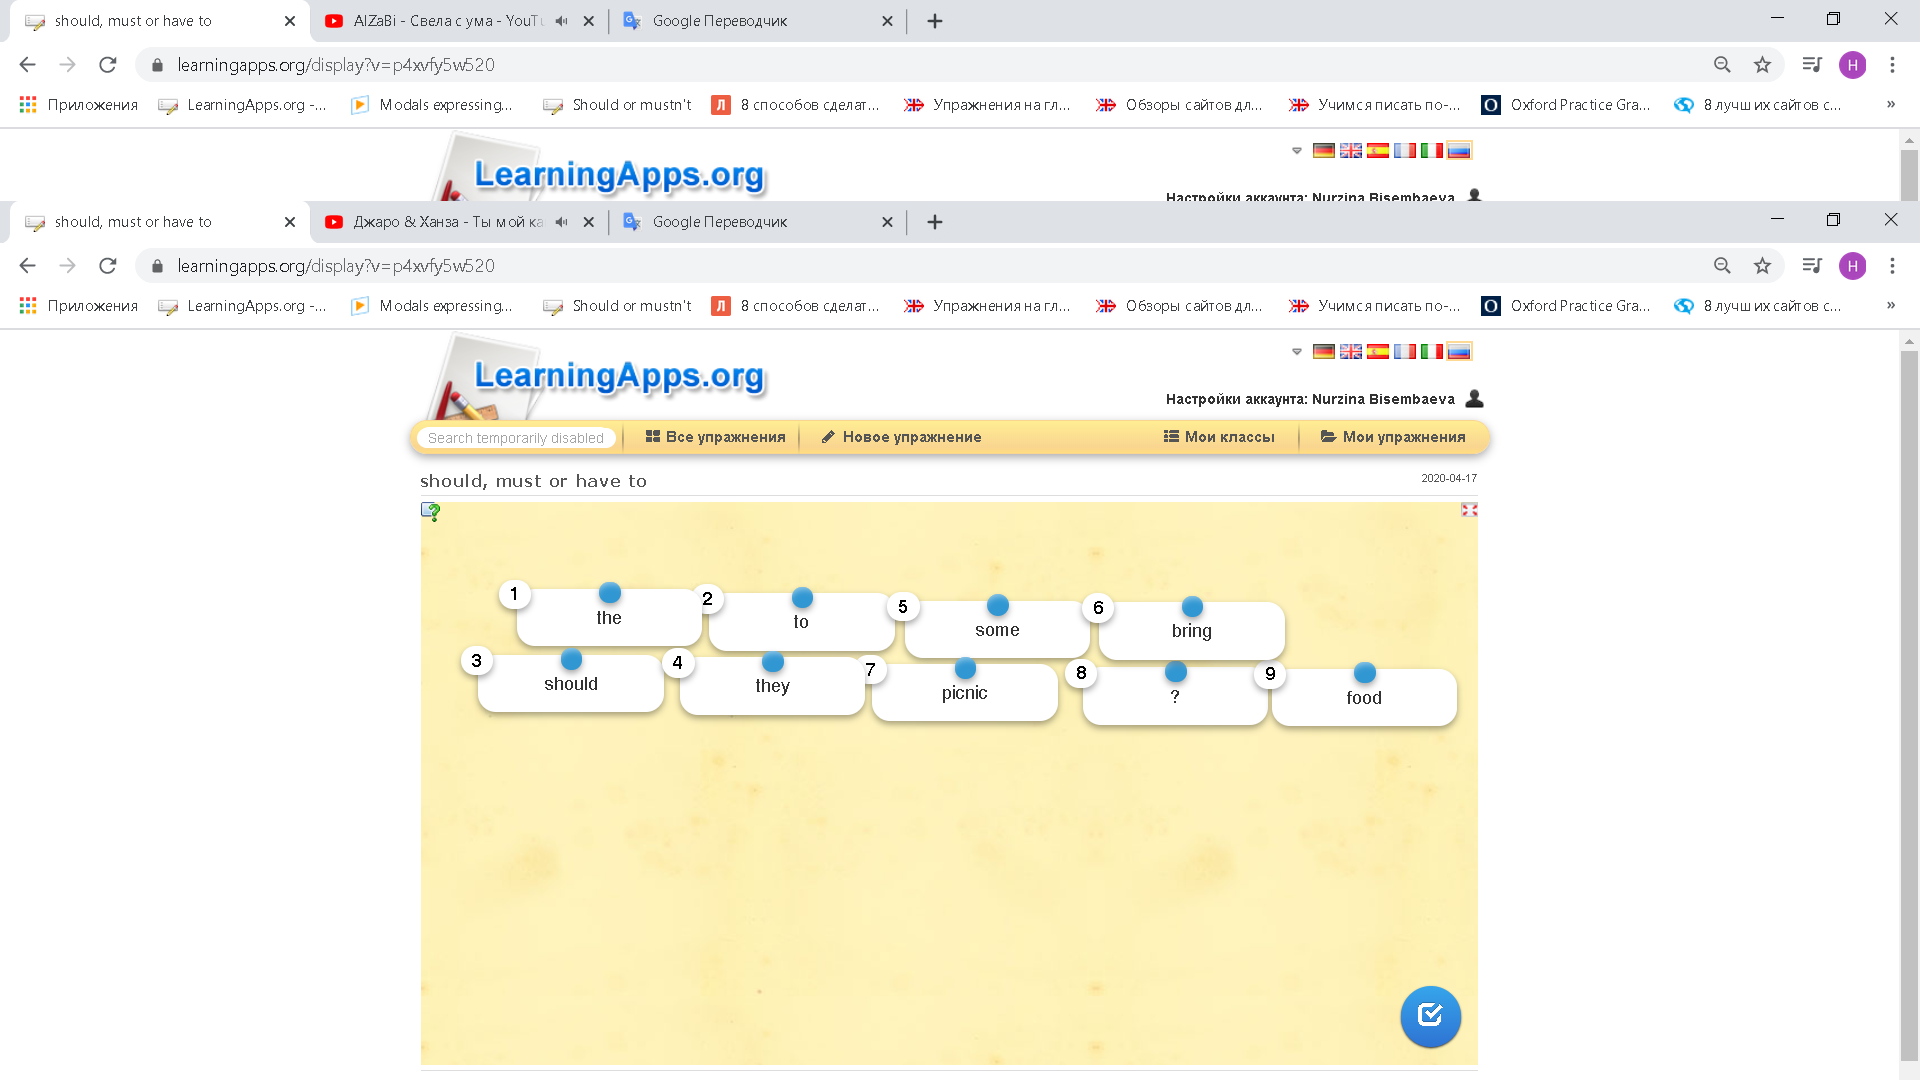 should, must or have to
AlZaBi - Свела с ума - YouTu
Google Переводчик
learningapps.org/display?v=p4xvfy5w520
H
Приложения LearningApps.org -... Modals expressing... Should or mustn't 8 способов сделат... Упражнения на гл... Обзоры сайтов дл... Учимся писать по-... Oxford Practice Gra... 8 лучших сайтов с... »
LearningApps.org
Настройки аккаунта: Nurzina Bisembaeva
should, must or have to
Джаро & Ханза - Ты мой ка
Google Переводчик
learningapps.org/display?v=p4xvfy5w520
H
Приложения LearningApps.org -... Modals expressing... Should or mustn't 8 способов сделат... Упражнения на гл... Обзоры сайтов дл... Учимся писать по-... Oxford Practice Gra... 8 лучших сайтов с... »
LearningApps.org
Настройки аккаунта: Nurzina Bisembaeva
Search temporarily disabled Все упражнения Новое упражнение Мои классы Мои упражнения
should, must or have to 2020-04-17
1 the
2 to
5 some
6 bring
3 should
4 they
7 picnic
8 ?
9 food